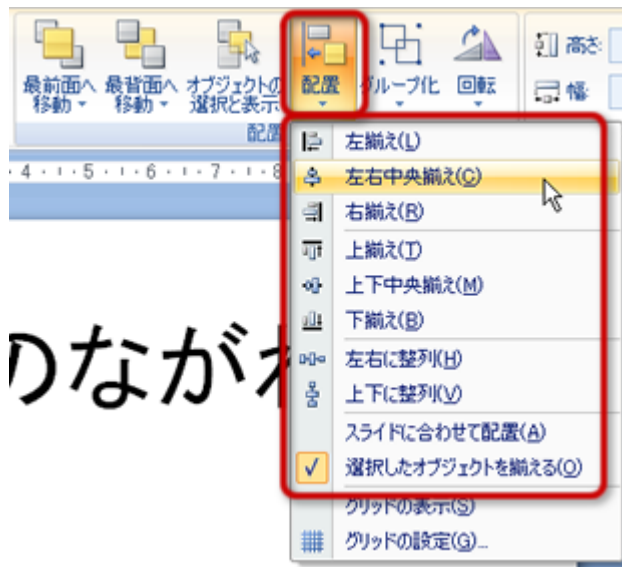 最前面へ移動
最背面へ移動
オブジェクトの選択と表示
配置
グループ化
回転
高さ:
幅:
配置
4 5 6 7 8
左揃え(L)
左右中央揃え(C)
右揃え(R)
上揃え(T)
上下中央揃え(M)
下揃え(B)
左右に整列(H)
上下に整列(V)
スライドに合わせて配置(A)
選択したオブジェクトを揃える(O)
グリッドの表示(S)
グリッドの設定(G)...
のなが